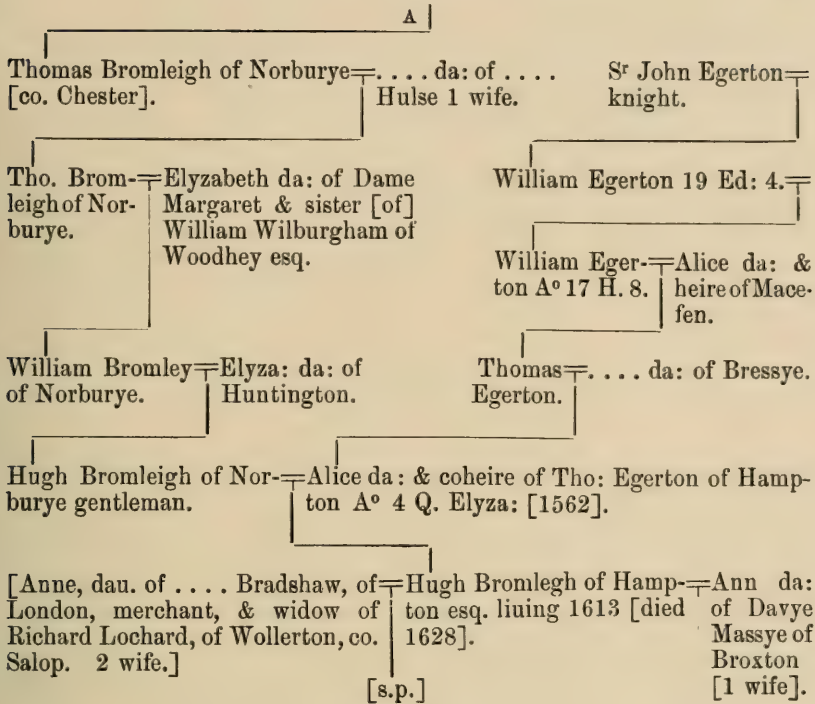 A
Thomas Bromleigh of Norburye . . . . da: of . . . .
[co. Chester]. Hulse 1 wife.
Sr John Egerton
knight.
Tho. Brom-
leigh of Nor-
burye.
Elyzabeth da: of Dame
Margaret & sister [of]
William Wilburgham of
Woodhey esq.
William Egerton 19 Ed: 4.
William Eger-
ton Aº 17 H. 8.
Alice da: &
heire of Mace-
fen.
William Bromley
of Norburye.
Elyza: da: of
Huntington.
Thomas
Egerton.
. . . . da: of Bressye.
Hugh Bromleigh of Nor-
burye gentleman.
Alice da: & coheire of Tho: Egerton of Hamp-
ton Aº 4 Q. Elyza: [1562].
[Anne, dau. of . . . . Bradshaw, of
London, merchant, & widow of
Richard Lochard, of Wollerton, co.
Salop. 2 wife.]
Hugh Bromlegh of Hamp-
ton esq. liuing 1613 [died
1628].
Ann da:
of Davye
Massye of
Broxton
[1 wife].
[s.p.]